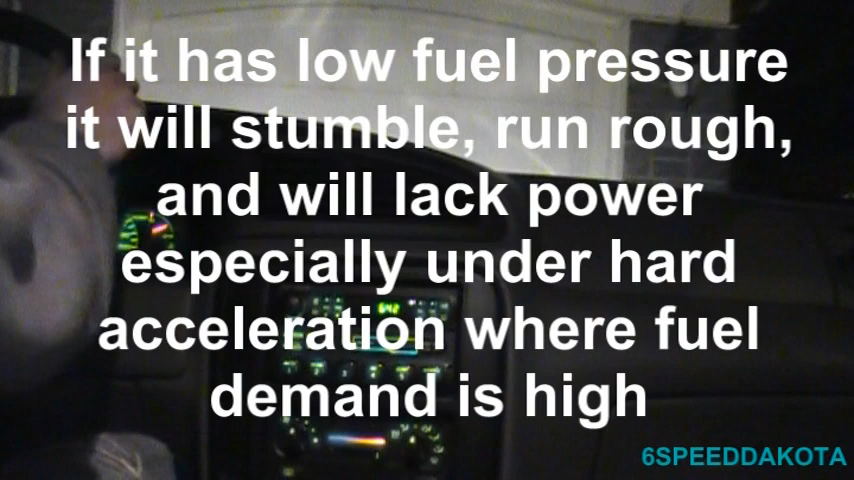 If it has low fuel pressure
it will stumble, run rough,
and will lack power
especially under hard
acceleration where fuel
demand is high
6SPEEDDAKOTA